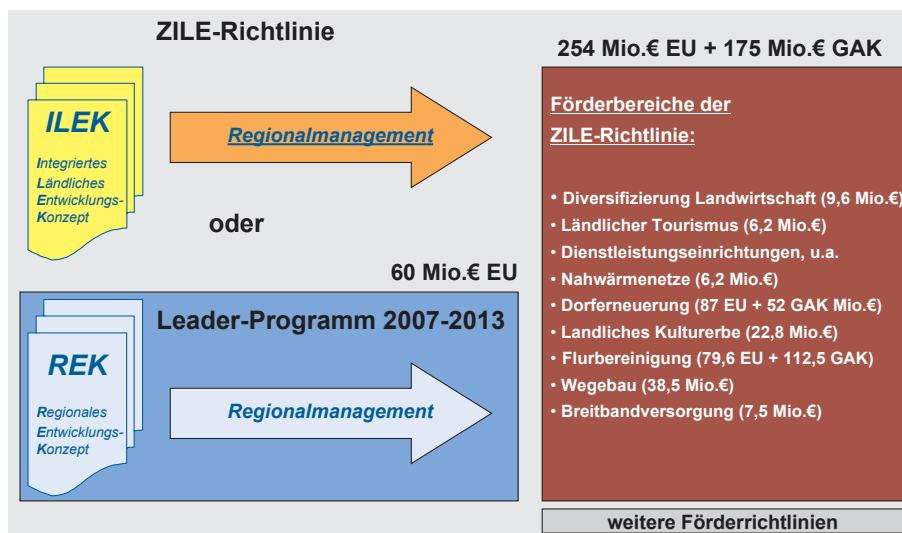 ZILE-Richtlinie
254 Mio.€ EU + 175 Mio.€ GAK
ILEK
Integriertes
Ländliches
Entwicklungs-
Konzept
Regionalmanagement
oder
60 Mio.€ EU
Leader-Programm 2007-2013
REK
Regionales
Entwicklungs-
Konzept
Regionalmanagement
Förderbereiche der
ZILE-Richtlinie:
• Diversifizierung Landwirtschaft (9,6 Mio.€)
• Ländlicher Tourismus (6,2 Mio.€)
• Dienstleistungseinrichtungen, u.a.
• Nahwärmenetze (6,2 Mio.€)
• Dorferneuerung (87 EU + 52 GAK Mio.€)
• Landliches Kulturerbe (22,8 Mio.€)
• Flurbereinigung (79,6 EU + 112,5 GAK)
• Wegebau (38,5 Mio.€)
• Breitbandversorgung (7,5 Mio.€)
weitere Förderrichtlinien